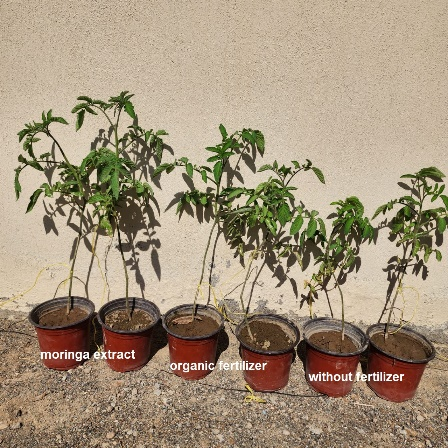 moringa extract
organic fertilizer
without fertilizer